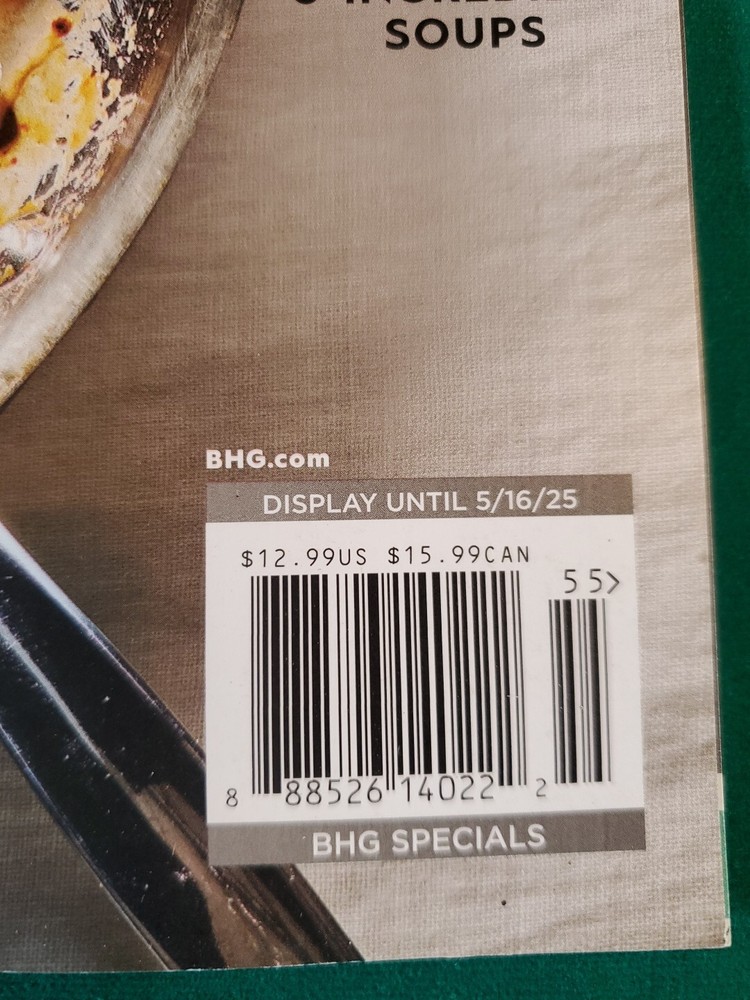 SOUPS
BHG.com
DISPLAY UNTIL 5/16/25
$12.99US $15.99CAN
55>
8 88526 14022 2
BHG SPECIALS